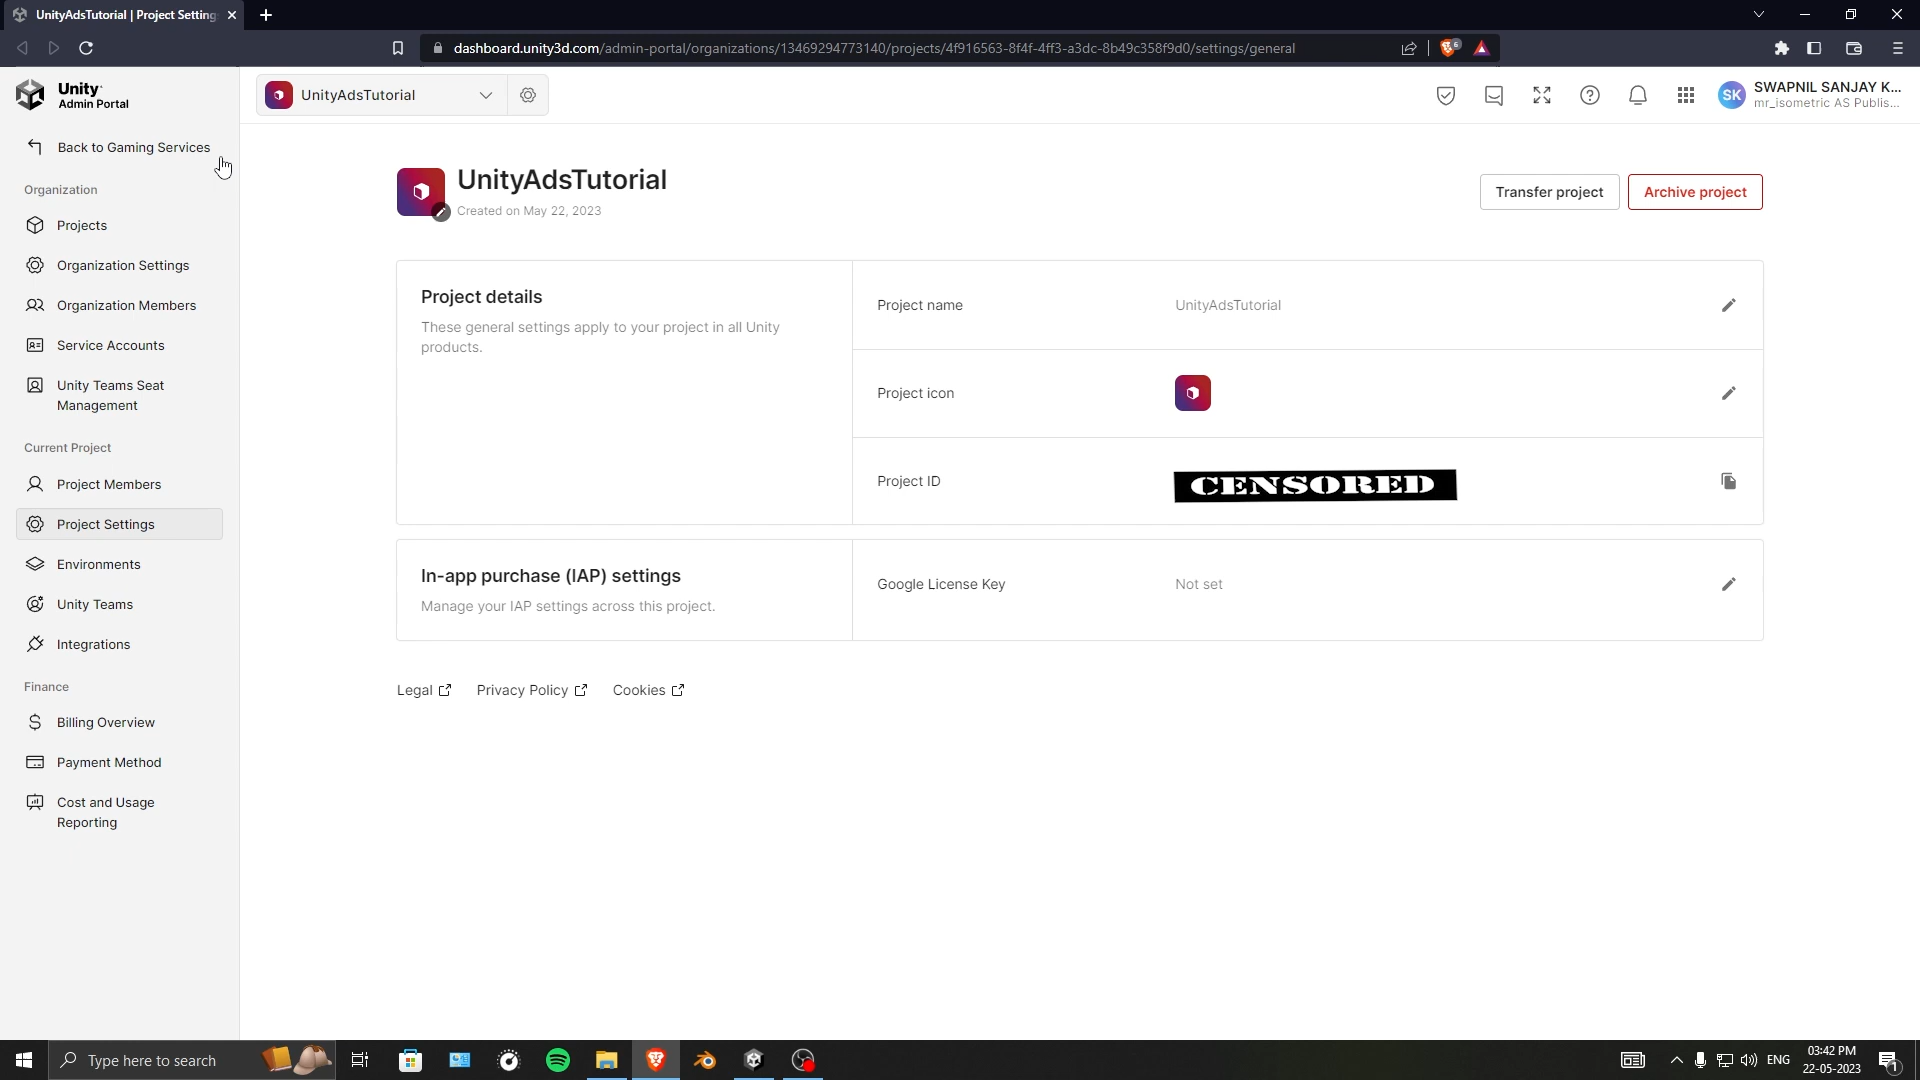 UnityAdsTutorial | Project Setting
dashboard.unity3d.com/admin-portal/organizations/13469294773140/projects/4f916563-8f4f-4ff3-a3dc-8b49c358f9d0/settings/general
6
Unity
Admin Portal
UnityAdsTutorial
SK
SWAPNIL SANJAY K...
mr_isometric AS Publis...
Back to Gaming Services
Organization
Projects
Organization Settings
Organization Members
Service Accounts
Unity Teams Seat
Management
Current Project
Project Members
Project Settings
Environments
Unity Teams
Integrations
Finance
Billing Overview
Payment Method
Cost and Usage
Reporting
UnityAdsTutorial
Created on May 22, 2023
Transfer project
Archive project
Project details
These general settings apply to your project in all Unity
products.
Project name
UnityAdsTutorial
Project icon
Project ID
CENSORED
In-app purchase (IAP) settings
Manage your IAP settings across this project.
Google License Key
Not set
Legal
Privacy Policy
Cookies
Type here to search
ENG
03:42 PM
22-05-2023
1